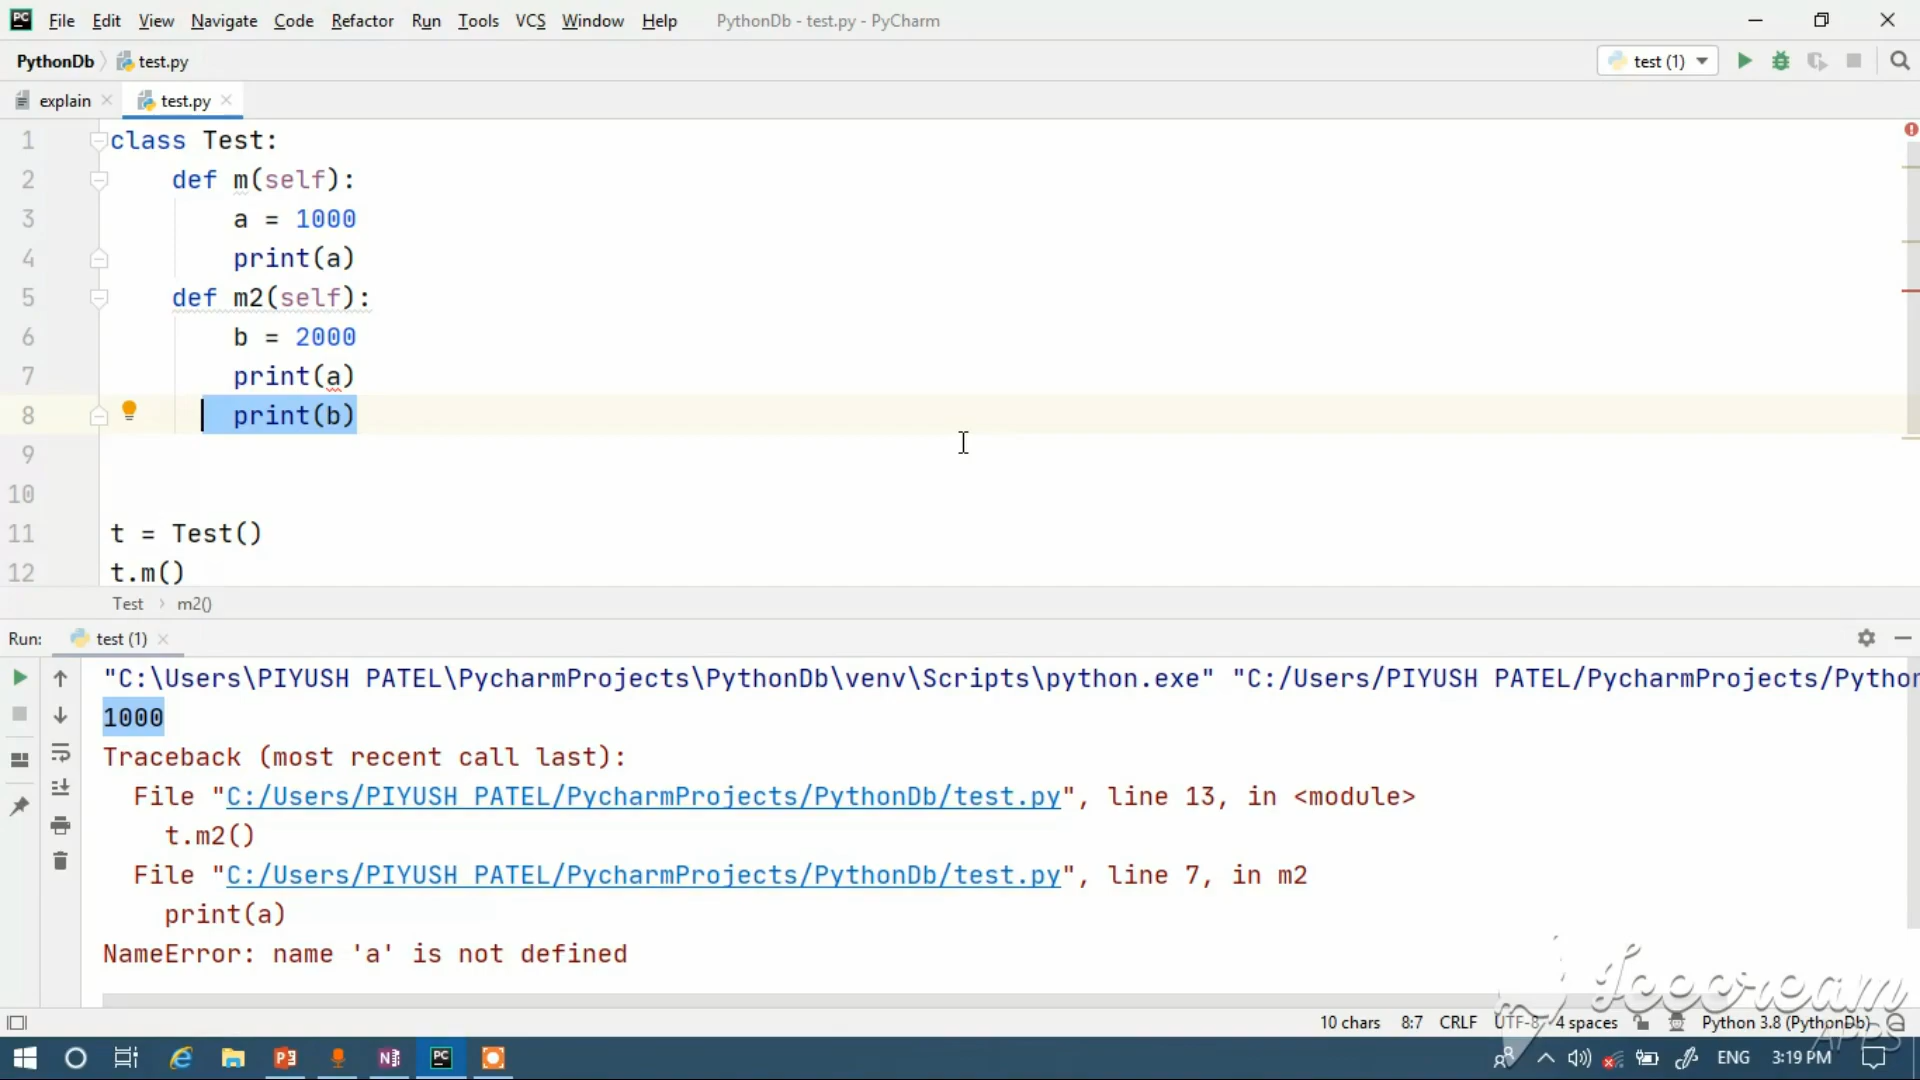 PC File Edit View Navigate Code Refactor Run Tools VCS Window Help PythonDb - test.py - PyCharm
PythonDb test.py test (1)
explain test.py
1 class Test:
2 def m(self):
3 a = 1000
4 print(a)
5 def m2(self):
6 b = 2000
7 print(a)
8 print(b)
9
10
11 t = Test()
12 t.m()
Test › m2()
Run: test (1)
"C:\Users\PIYUSH PATEL\PycharmProjects\PythonDb\venv\Scripts\python.exe" "C:/Users/PIYUSH PATEL/PycharmProjects/Python
1000
Traceback (most recent call last):
File "C:/Users/PIYUSH PATEL/PycharmProjects/PythonDb/test.py", line 13, in <module>
t.m2()
File "C:/Users/PIYUSH PATEL/PycharmProjects/PythonDb/test.py", line 7, in m2
print(a)
NameError: name 'a' is not defined
Icecream
APPS
10 chars 8:7 CRLF UTF-8 4 spaces Python 3.8 (PythonDb)
ENG 3:19 PM